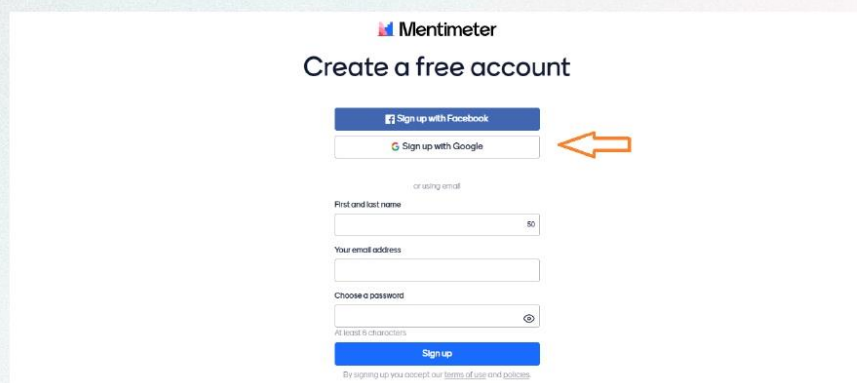 Mentimeter
Create a free account
Sign up with Facebook
Sign up with Google
or using email
First and last name
50
Your email address
Choose a password
At least 6 characters
Sign up
By signing up you accept our terms of use and policies.